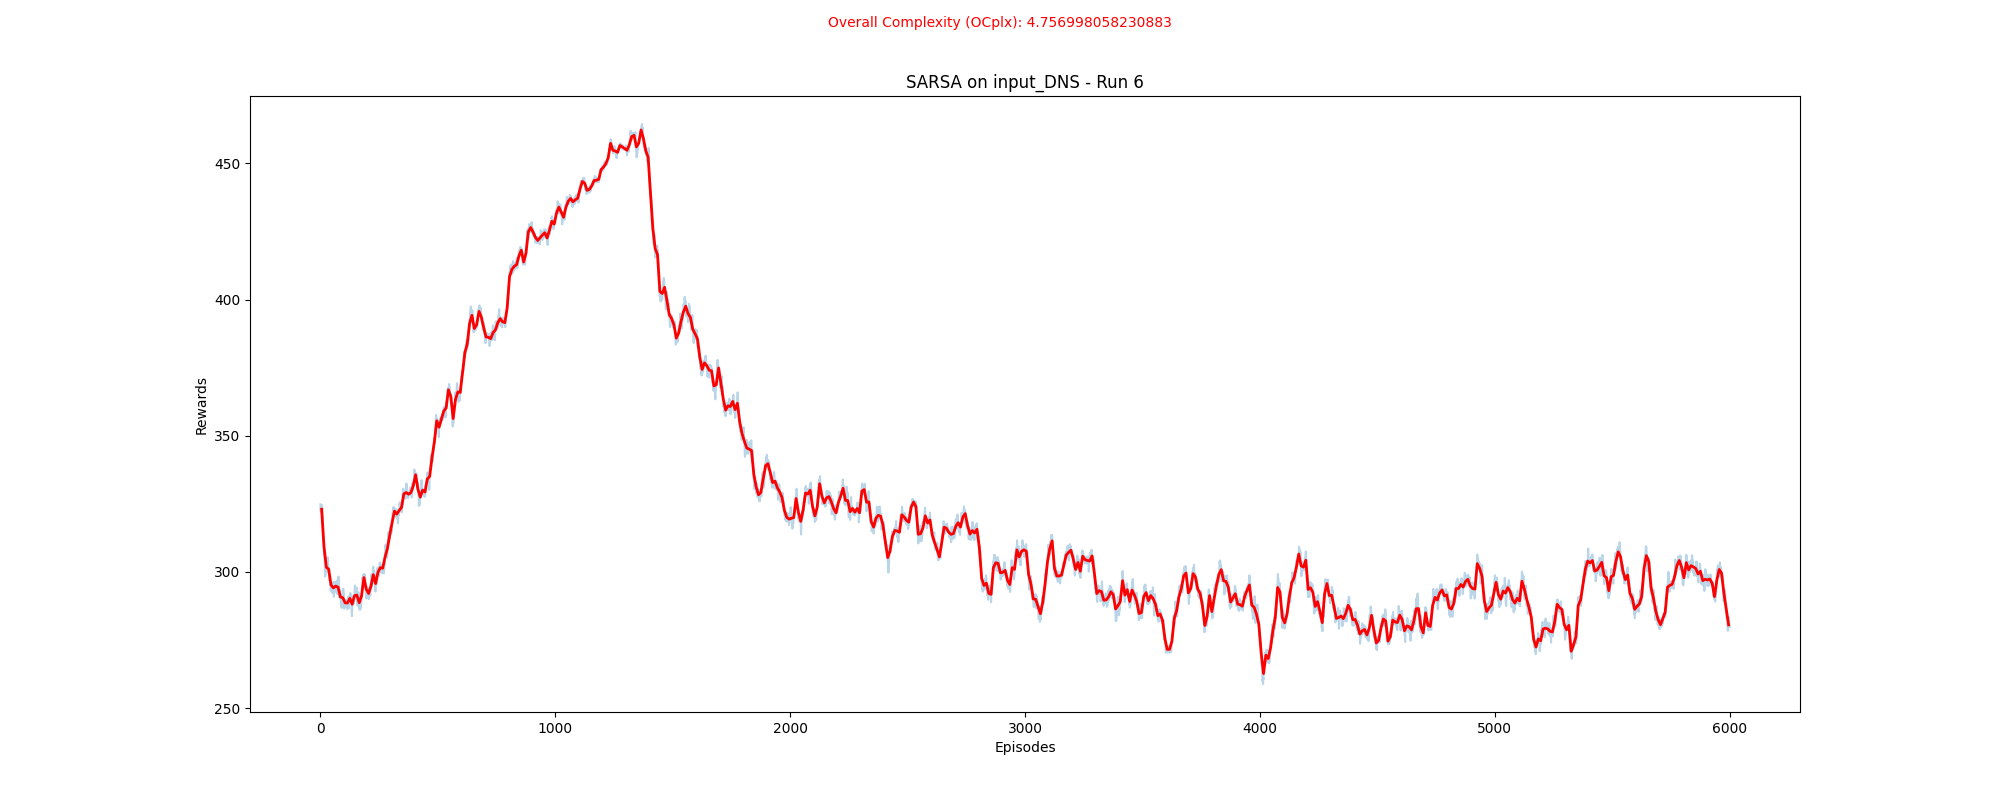 Overall Complexity (OCplx): 4.756998058230883
SARSA on input_DNS - Run 6
450
400
350
300
250
Rewards
0 1000 2000 3000 4000 5000 6000
Episodes